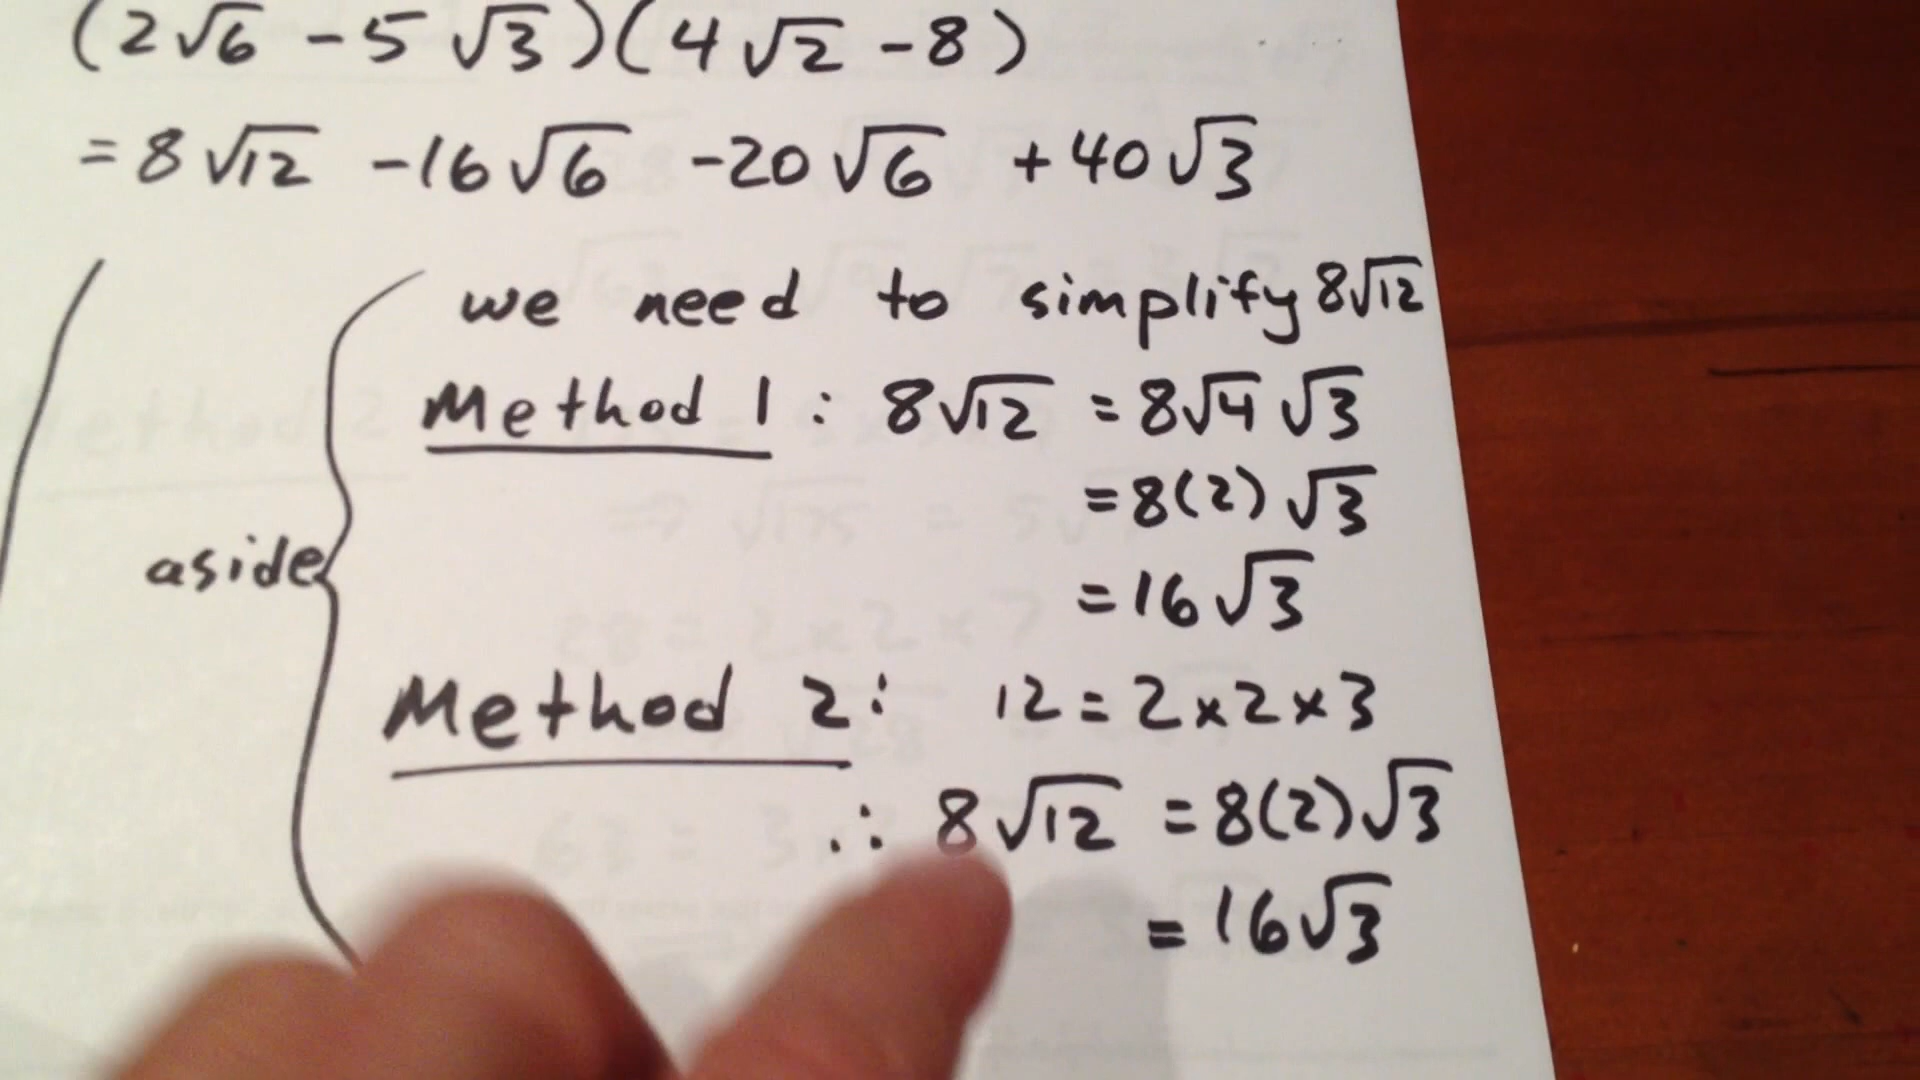 (2√6 - 5√3)(4√2 - 8)
= 8√12 - 16√6 - 20√6 + 40√3
we need to simplify 8√12
Method 1 : 8√12 = 8√4 √3
= 8(2) √3
= 16√3
aside
Method 2 : 12 = 2 x 2 x 3
∴ 8√12 = 8(2)√3
= 16√3